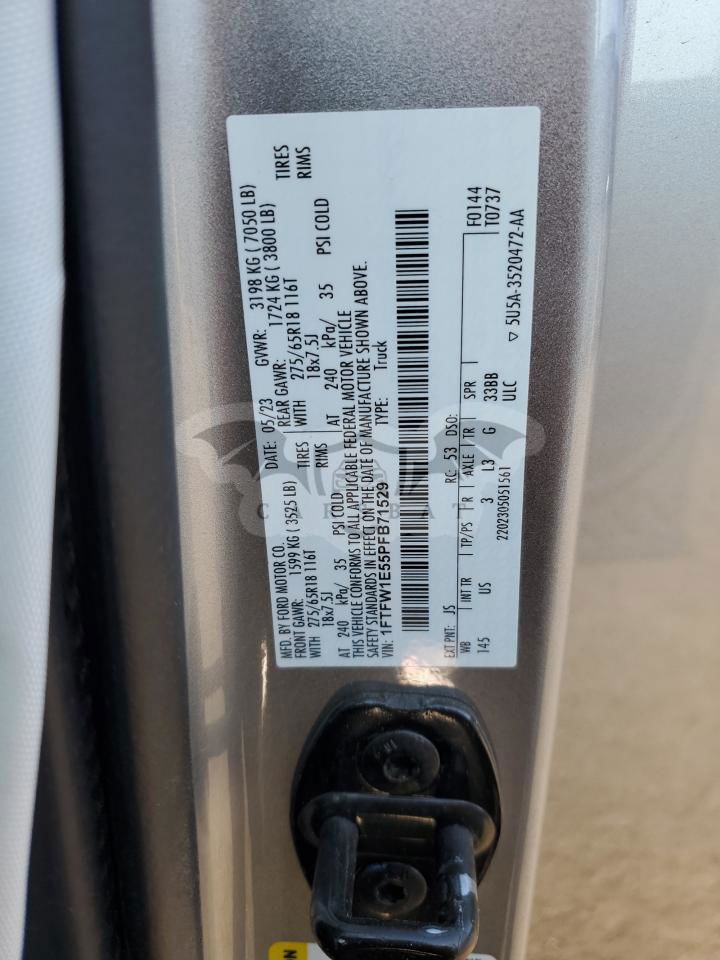 MFD. BY FORD MOTOR CO. DATE: 05/23 GVWR: 3198 KG ( 7050 LB)
FRONT GAWR: 1599 KG ( 3525 LB) REAR GAWR: 1724 KG ( 3800 LB)
WITH 275/65R18 116T TIRES WITH 275/65R18 116T TIRES
18x7.5J RIMS 18x7.5J RIMS
AT 240 kPa/ 35 PSI COLD AT 240 kPa/ 35 PSI COLD
THIS VEHICLE CONFORMS TO ALL APPLICABLE FEDERAL MOTOR VEHICLE
SAFETY STANDARDS IN EFFECT ON THE DATE OF MANUFACTURE SHOWN ABOVE.
VIN: 1FTFW1E55PFB71529 TYPE: Truck
EXT PNT: JS RC: 53 DSO: F0144
WB INT TR TP/PS R AXLE TR SPR T0737
145 US 3 L3 G 33BB
ULC
2202305051561 5U5A-3520472-AA
CAR BAT